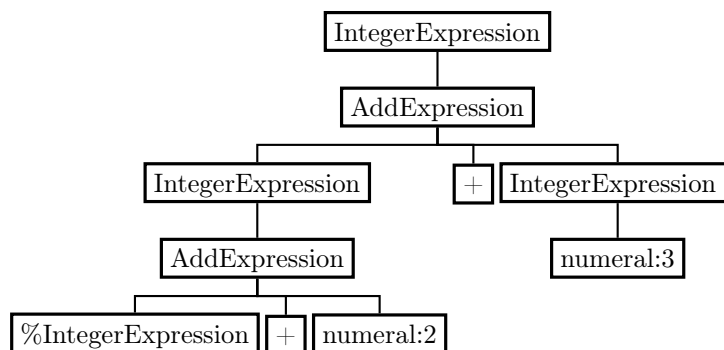 IntegerExpression
AddExpression
IntegerExpression + IntegerExpression
AddExpression numeral:3
%IntegerExpression + numeral:2